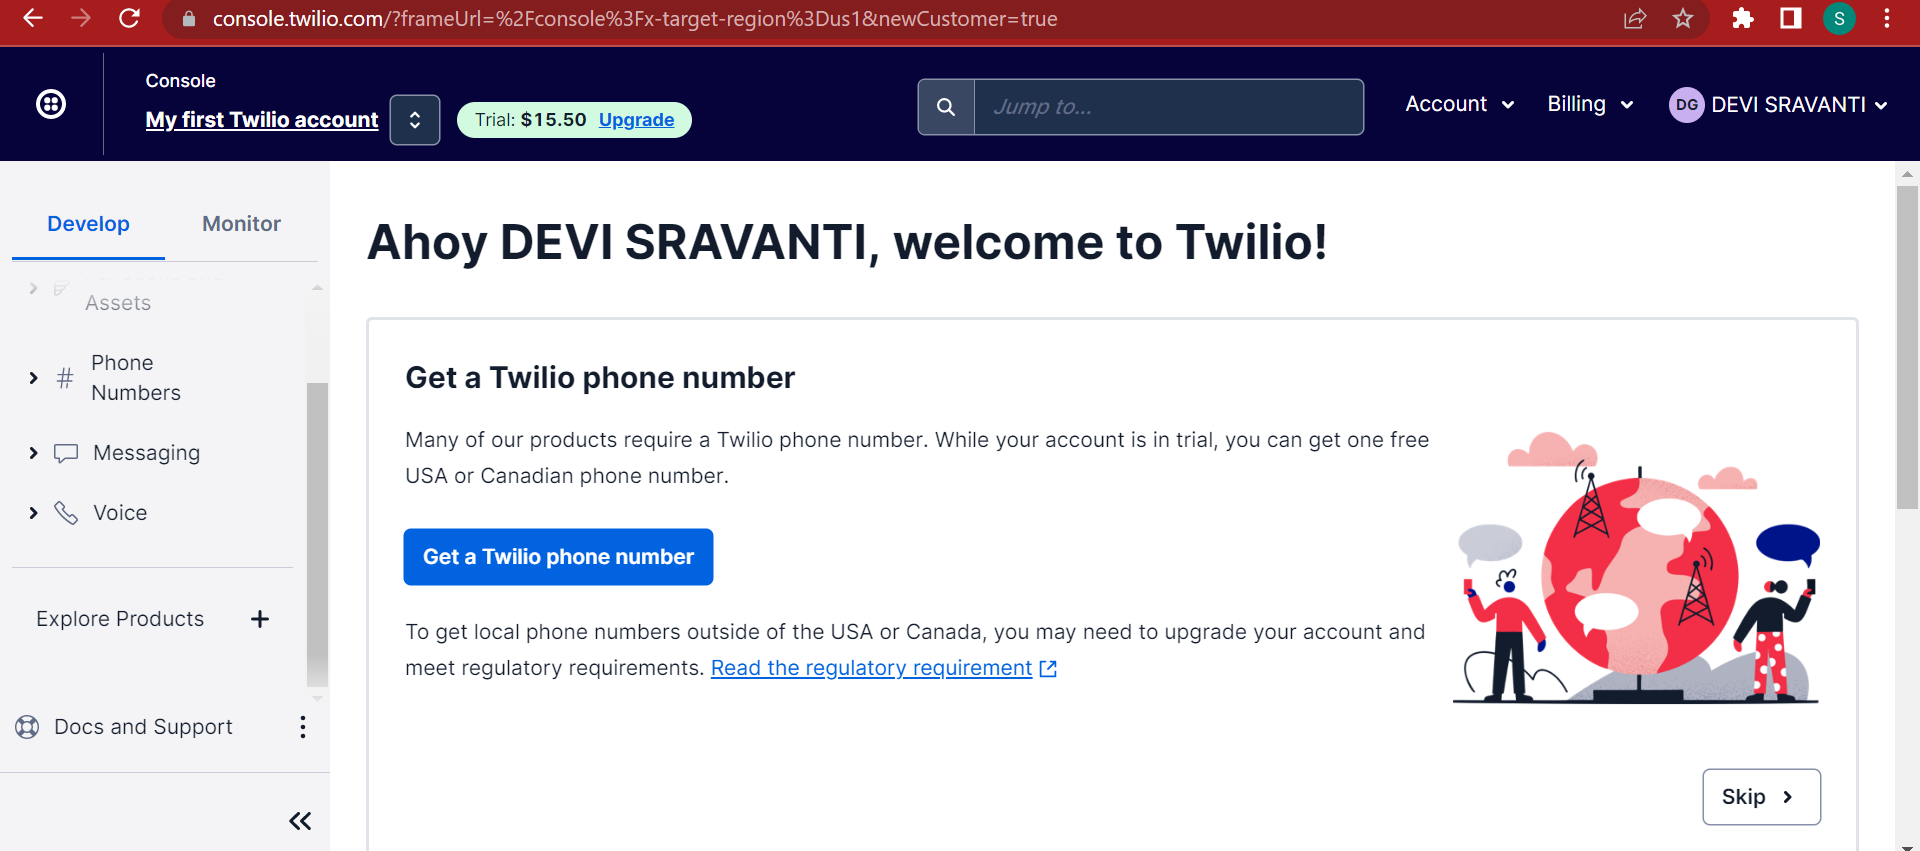 console.twilio.com/?frameUrl=%2Fconsole%3Fx-target-region%3Dus1&newCustomer=true
S
Console
My first Twilio account
Trial: $15.50 Upgrade
Jump to...
Account
Billing
DG DEVI SRAVANTI
Develop
Monitor
Assets
Phone
Numbers
Messaging
Voice
Explore Products
Docs and Support
Ahoy DEVI SRAVANTI, welcome to Twilio!
Get a Twilio phone number
Many of our products require a Twilio phone number. While your account is in trial, you can get one free
USA or Canadian phone number.
Get a Twilio phone number
To get local phone numbers outside of the USA or Canada, you may need to upgrade your account and
meet regulatory requirements. Read the regulatory requirement
Skip